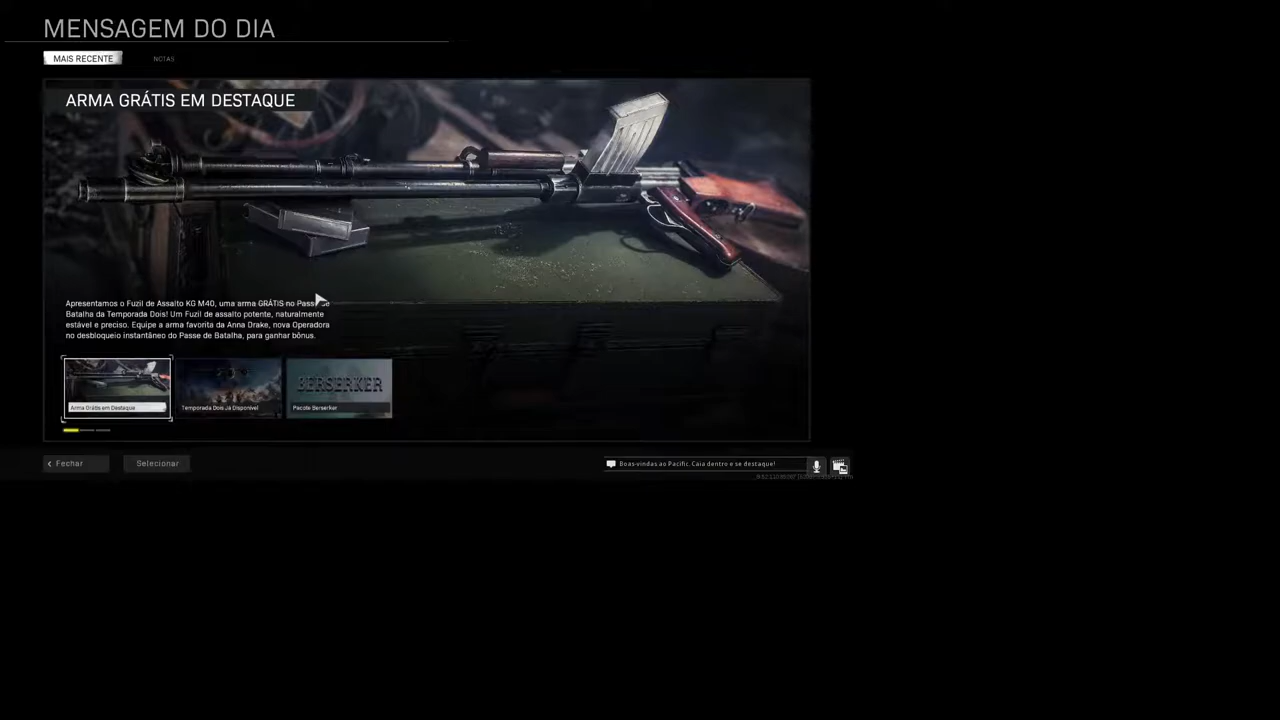 MENSAGEM DO DIA
MAIS RECENTE
NOTAS
ARMA GRÁTIS EM DESTAQUE
Apresentamos o Fuzil de Assalto KG M40, uma arma GRÁTIS no Passe de
Batalha da Temporada Dois! Um Fuzil de assalto potente, naturalmente
estável e preciso. Equipe a arma favorita da Anna Drake, nova Operadora
no desbloqueio instantâneo do Passe de Batalha, para ganhar bônus.
BERSERKER
Arma Grátis em Destaque
Temporada Dois Já Disponível
Pacote Berserker
Fechar
Selecionar
Boas-vindas ao Pacific. Caia dentro e se destaque!